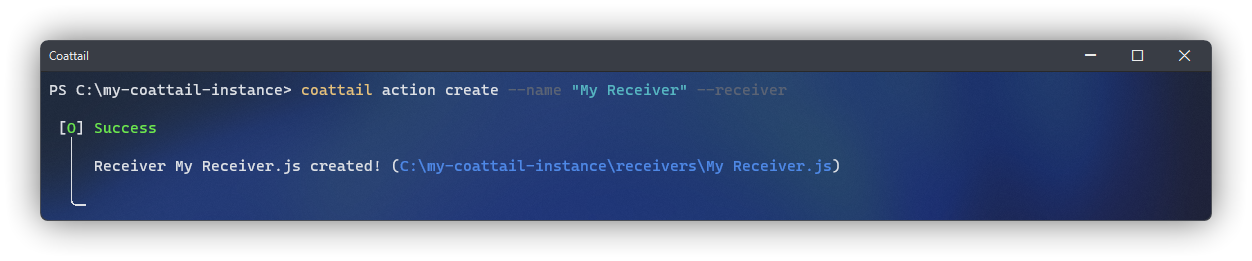 Coattail
PS C:\my-coattail-instance> coattail action create --name "My Receiver" --receiver
[O] Success
Receiver My Receiver.js created! (C:\my-coattail-instance\receivers\My Receiver.js)